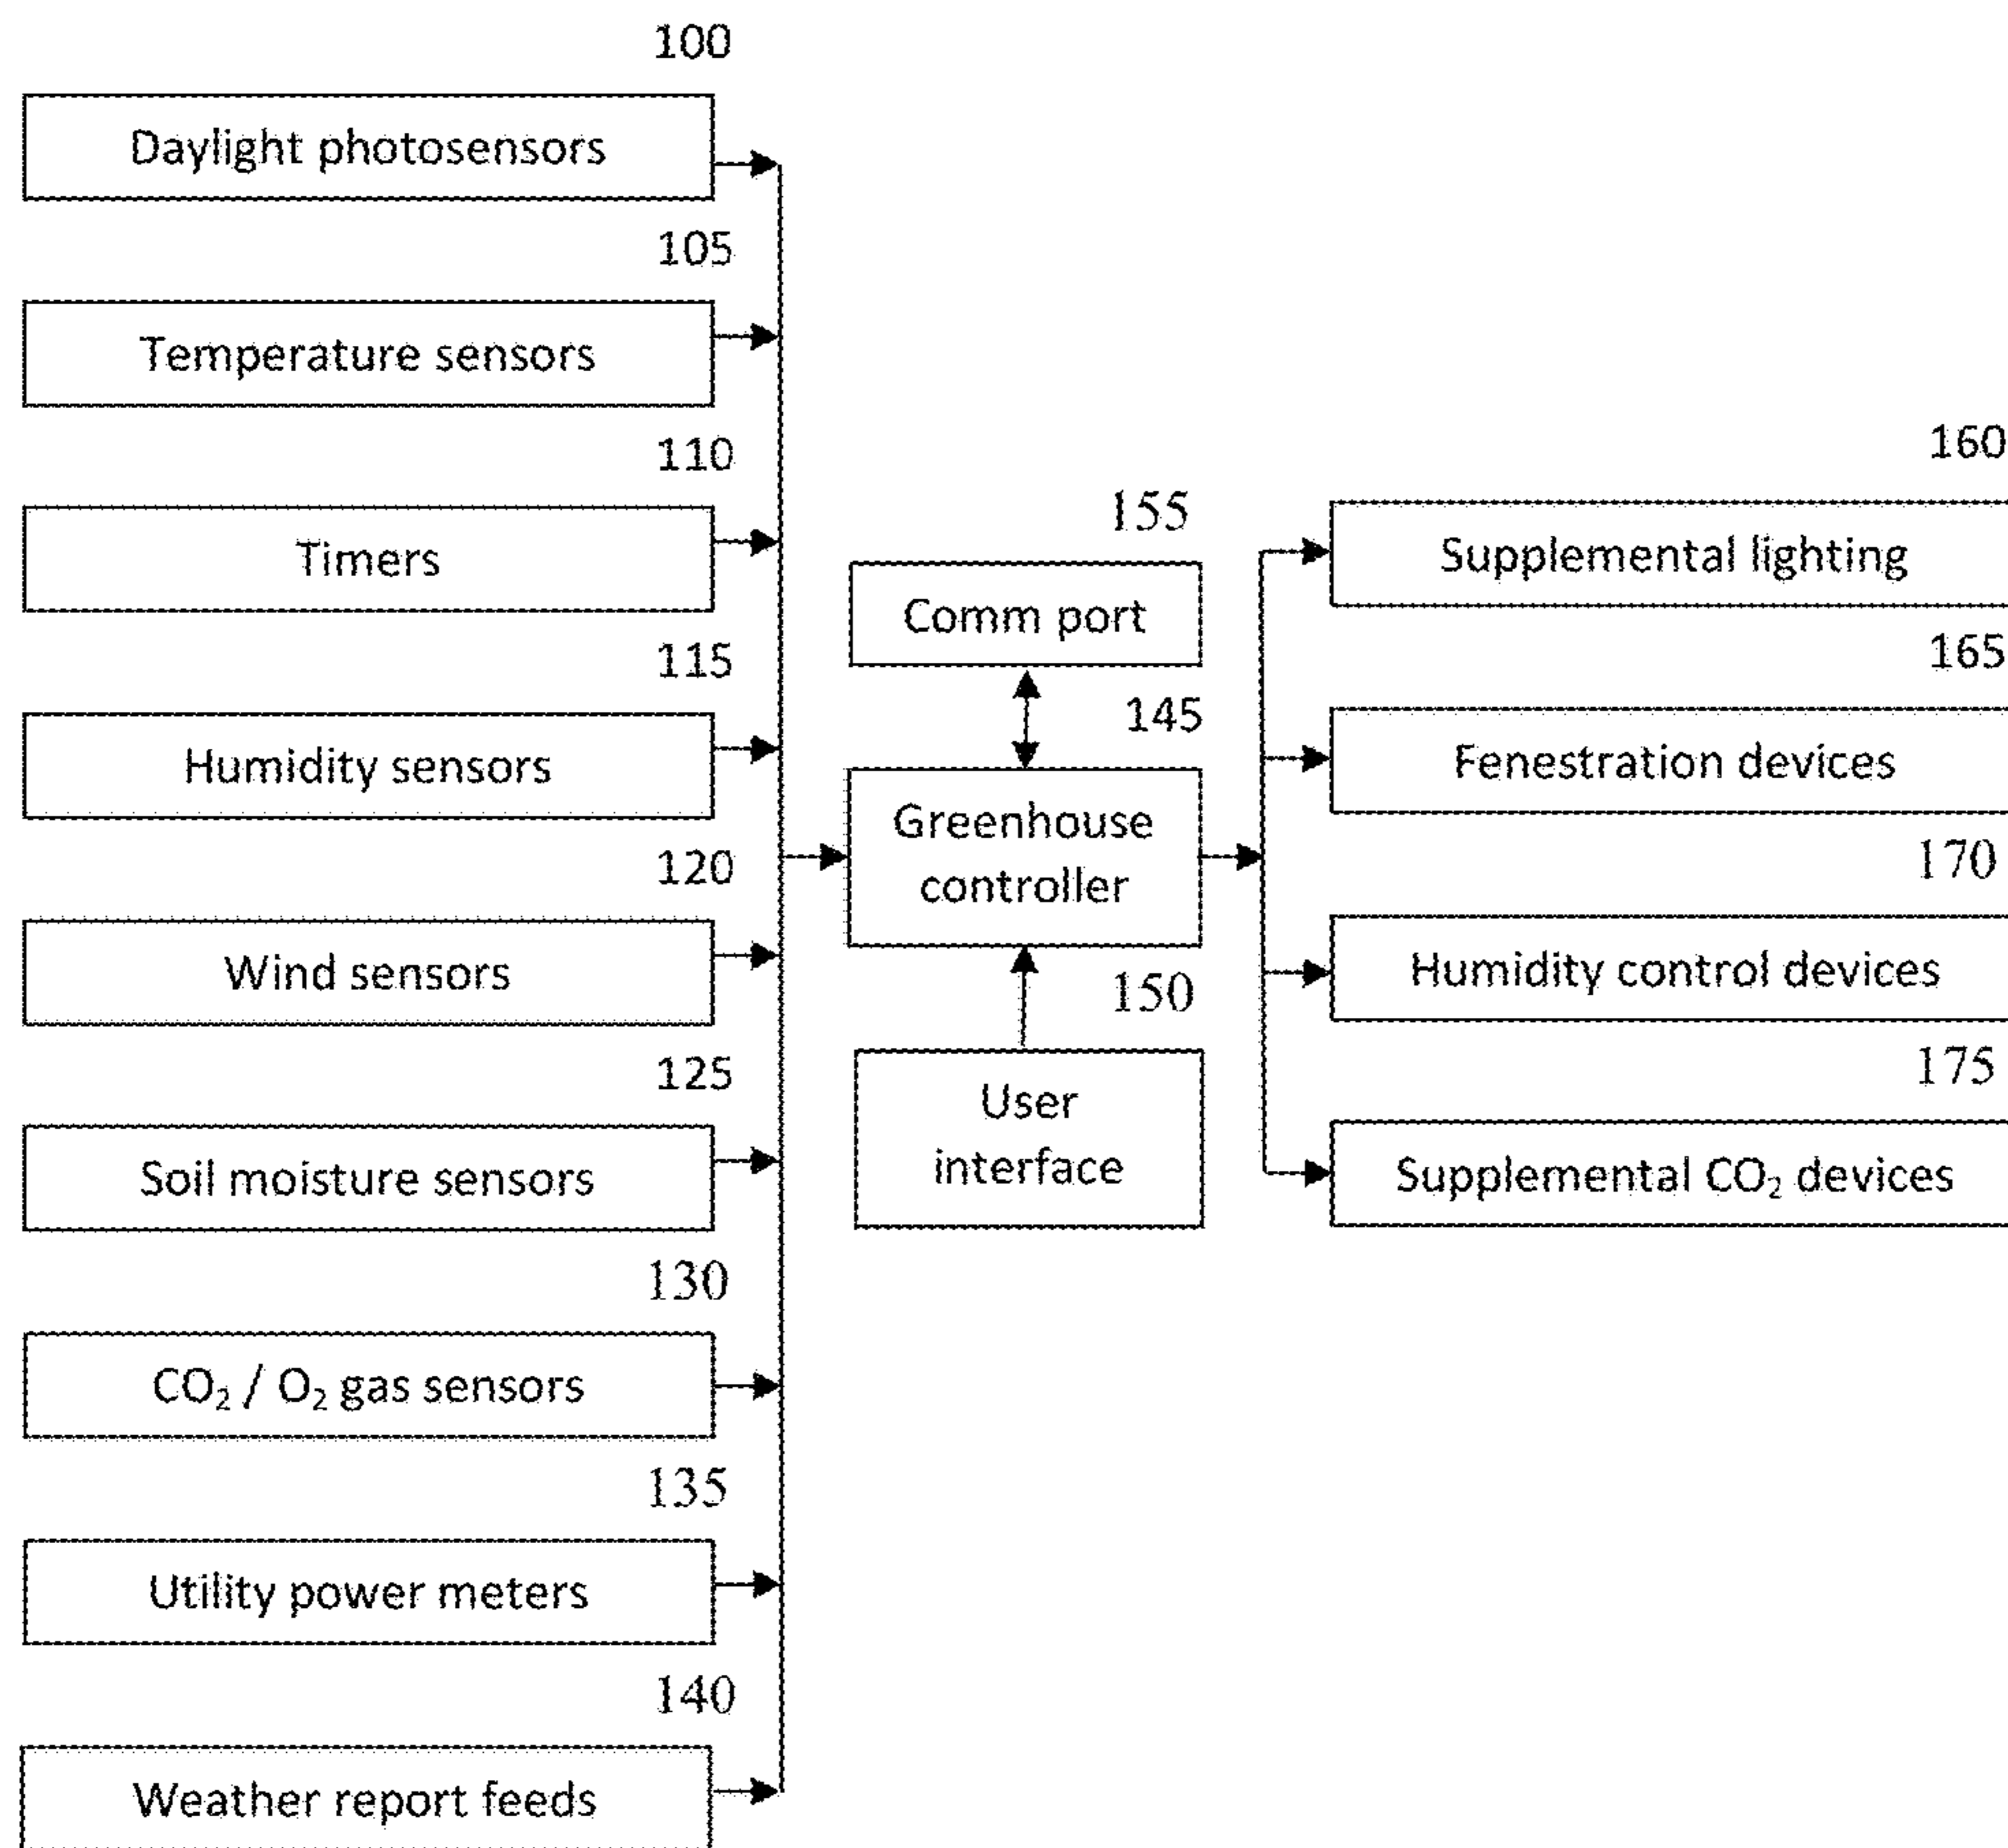 100
Daylight photosensors
105
Temperature sensors
110
Timers
115
Humidity sensors
120
Wind sensors
125
Soil moisture sensors
130
CO₂ / O₂ gas sensors
135
Utility power meters
140
Weather report feeds
155
Comm port
145
Greenhouse
controller
150
User
interface
160
Supplemental lighting
165
Fenestration devices
170
Humidity control devices
175
Supplemental CO₂ devices